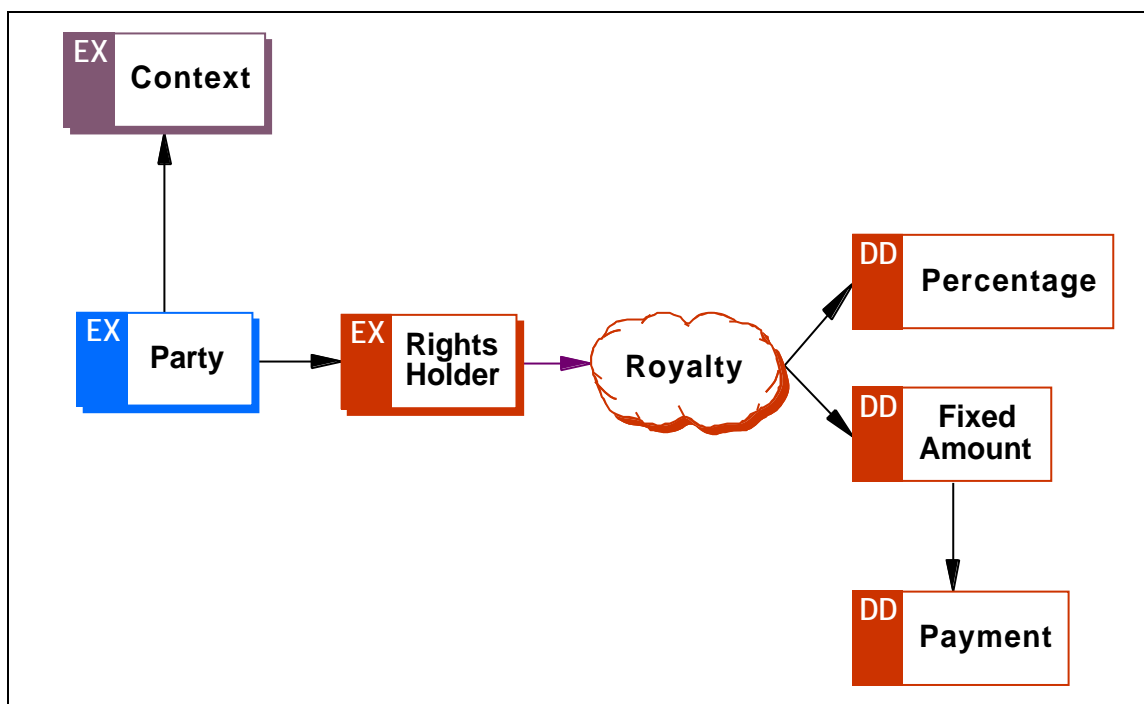 EX
Context
EX
Party
EX
Rights
Holder
Royalty
DD
Percentage
DD
Fixed
Amount
DD
Payment